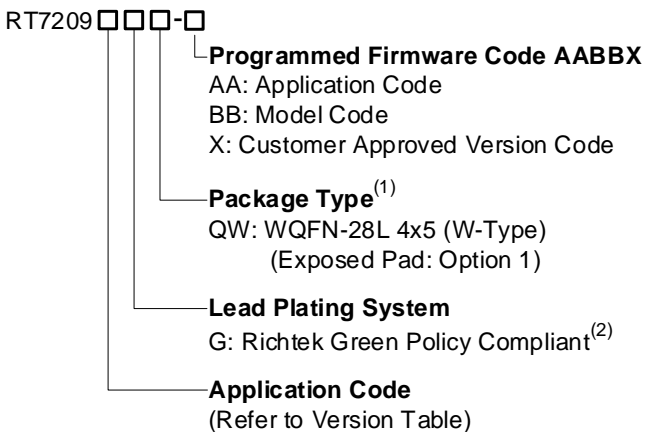 RT7209□□□-□
Programmed Firmware Code AABBX
AA: Application Code
BB: Model Code
X: Customer Approved Version Code
Package Type(1)
QW: WQFN-28L 4x5 (W-Type)
(Exposed Pad: Option 1)
Lead Plating System
G: Richtek Green Policy Compliant(2)
Application Code
(Refer to Version Table)